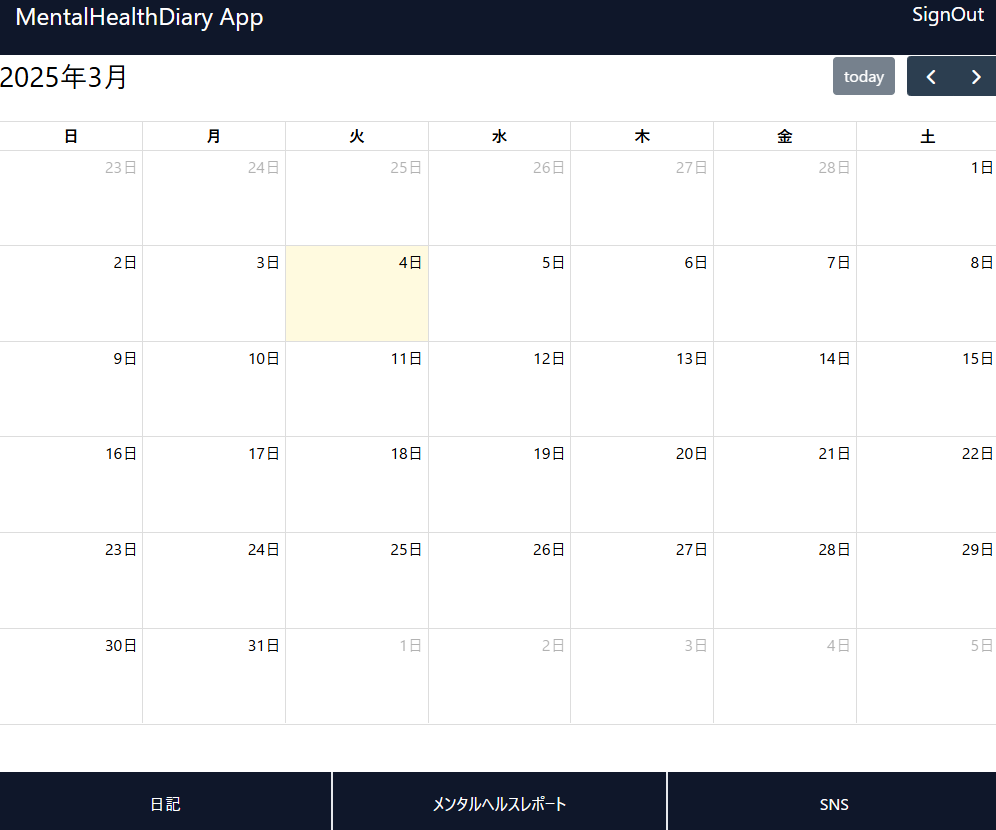 MentalHealthDiary App SignOut
2025年3月 today
日 月 火 水 木 金 土
23日 24日 25日 26日 27日 28日 1日
2日 3日 4日 5日 6日 7日 8日
9日 10日 11日 12日 13日 14日 15日
16日 17日 18日 19日 20日 21日 22日
23日 24日 25日 26日 27日 28日 29日
30日 31日 1日 2日 3日 4日 5日
日記 メンタルヘルスレポート SNS